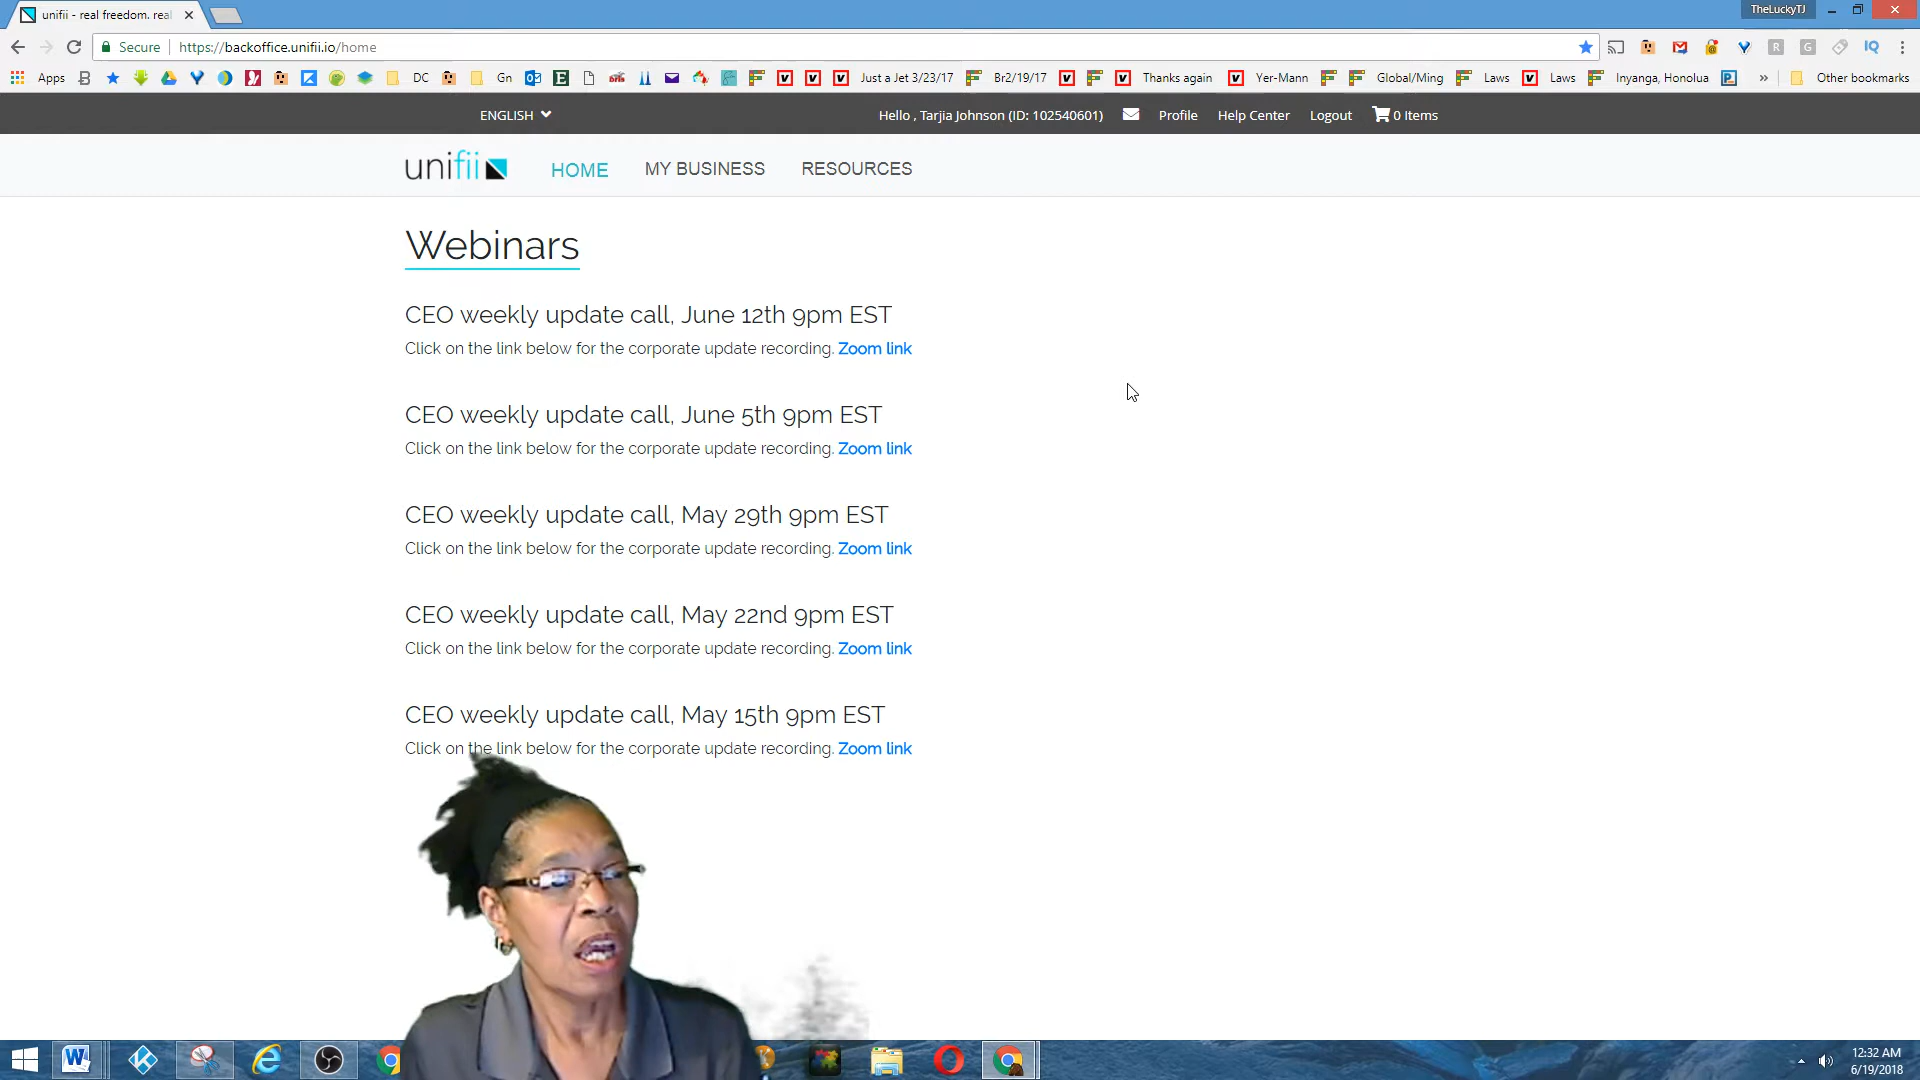 unifii - real freedom. real
TheLuckyTJ
Secure
https://backoffice.unifii.io/home
Apps
DC
Gn
Just a Jet 3/23/17
Br2/19/17
Thanks again
Yer-Mann
Global/Ming
Laws
Laws
Inyanga, Honolua
»
Other bookmarks
ENGLISH
Hello , Tarjia Johnson (ID: 102540601)
Profile
Help Center
Logout
0 Items
unifii
HOME
MY BUSINESS
RESOURCES
Webinars
CEO weekly update call, June 12th 9pm EST
Click on the link below for the corporate update recording. Zoom link
CEO weekly update call, June 5th 9pm EST
Click on the link below for the corporate update recording. Zoom link
CEO weekly update call, May 29th 9pm EST
Click on the link below for the corporate update recording. Zoom link
CEO weekly update call, May 22nd 9pm EST
Click on the link below for the corporate update recording. Zoom link
CEO weekly update call, May 15th 9pm EST
Click on the link below for the corporate update recording. Zoom link
12:32 AM
6/19/2018